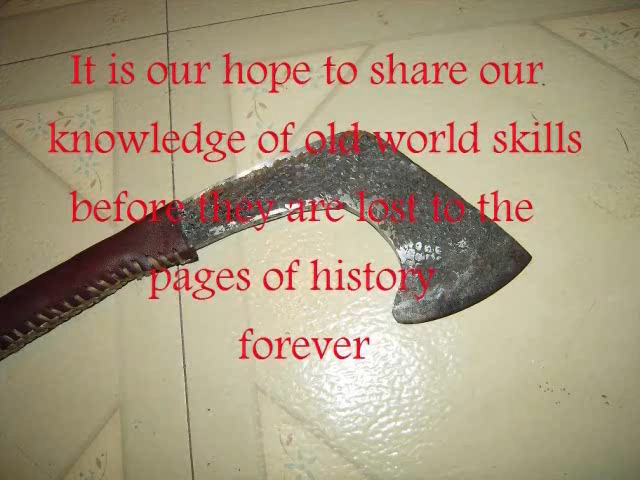 It is our hope to share our
knowledge of old world skills
before they are lost to the
pages of history
forever